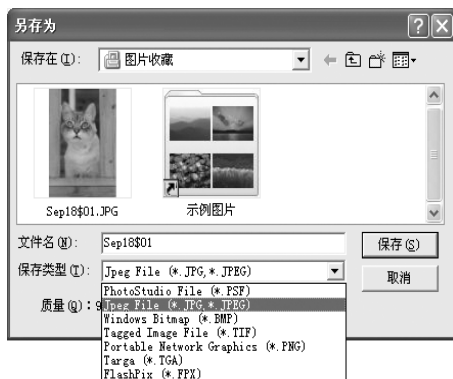 另存为
保存在(I): 图片收藏
Sep18$01.JPG
示例图片
文件名(N): Sep18$01 保存(S)
保存类型(T): Jpeg File (*.JPG,*.JPEG) 取消
PhotoStudio File (*.PSF)
质量(Q): 9 Jpeg File (*.JPG,*.JPEG)
Windows Bitmap (*.BMP)
Tagged Image File (*.TIF)
Portable Network Graphics (*.PNG)
Targa (*.TGA)
FlashPix (*.FPX)